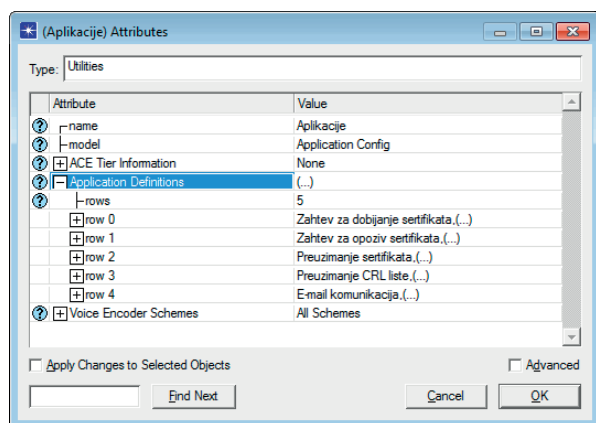 (Aplikacije) Attributes
Type: Utilities
Attribute Value
name Aplikacije
model Application Config
ACE Tier Information None
Application Definitions (...)
rows 5
row 0 Zahtev za dobijanje sertifikata,(...)
row 1 Zahtev za opoziv sertifikata,(...)
row 2 Preuzimanje sertifikata,(...)
row 3 Preuzimanje CRL liste,(...)
row 4 E-mail komunikacija,(...)
Voice Encoder Schemes All Schemes
Apply Changes to Selected Objects Advanced
Find Next Cancel OK